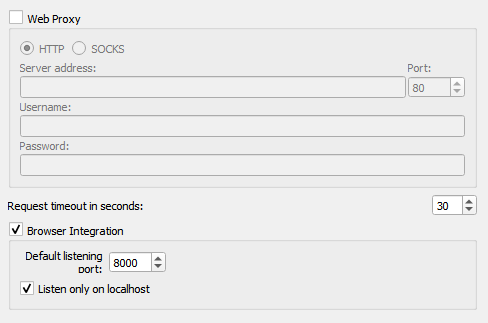 Web Proxy
HTTP SOCKS
Server address: Port:
80
Username:
Password:
Request timeout in seconds: 30
Browser Integration
Default listening
port: 8000
Listen only on localhost